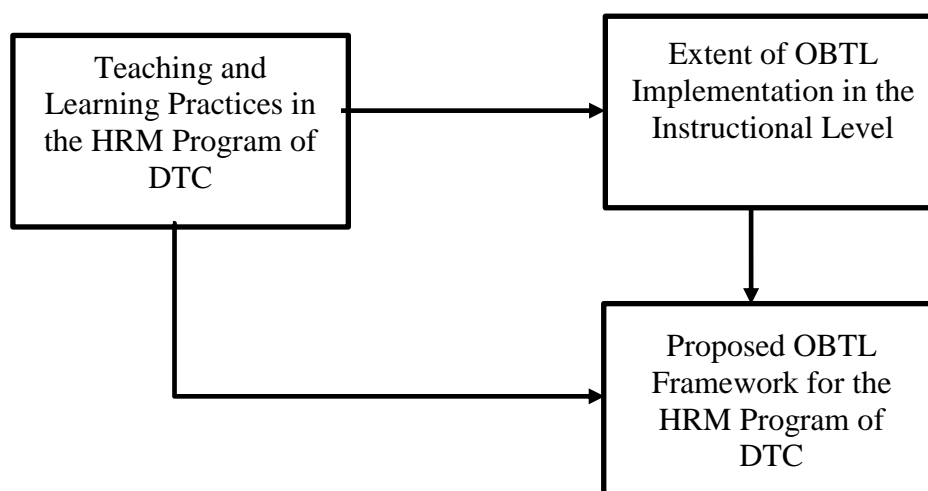 Teaching and
Learning Practices in
the HRM Program of
DTC
Extent of OBTL
Implementation in the
Instructional Level
Proposed OBTL
Framework for the
HRM Program of
DTC